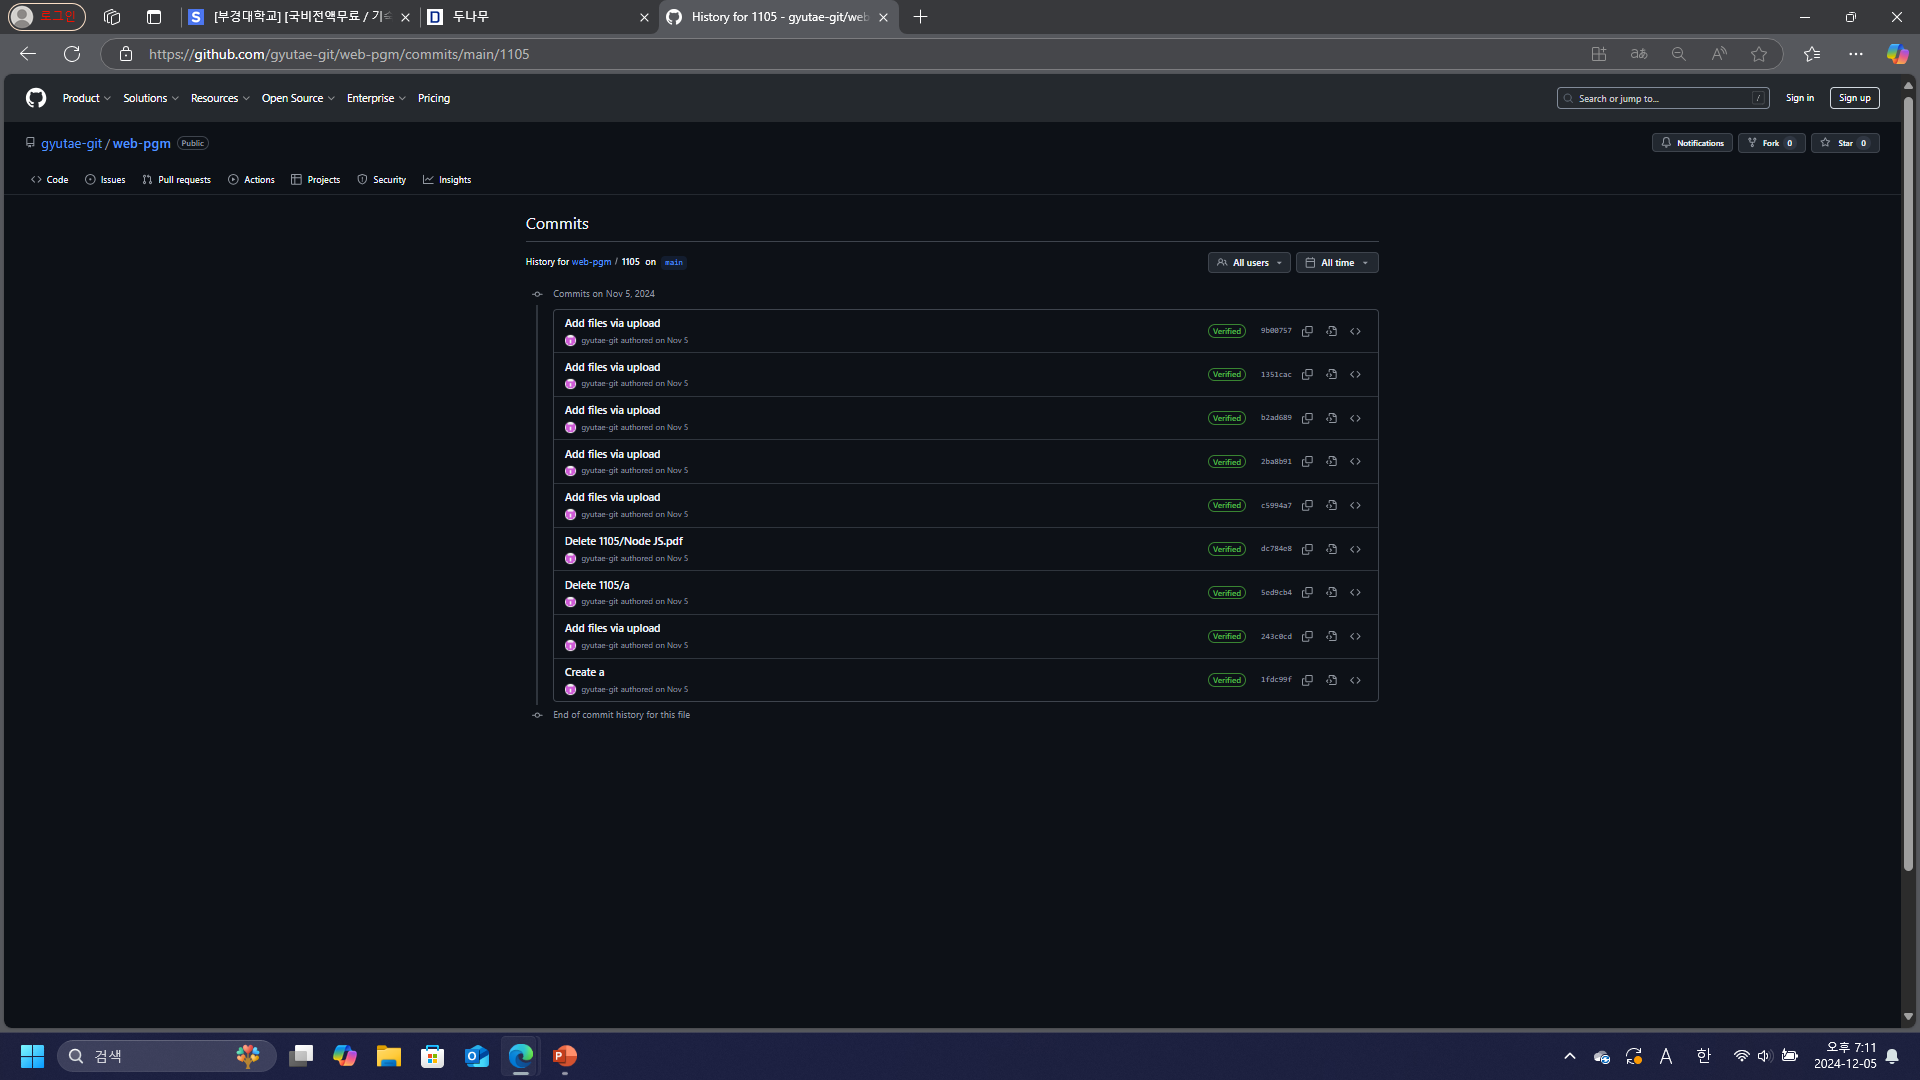 로그인
[부경대학교] [국비전액무료 / 기숙
두나무
History for 1105 - gyutae-git/web
https://github.com/gyutae-git/web-pgm/commits/main/1105
Product
Solutions
Resources
Open Source
Enterprise
Pricing
Search or jump to...
/
Sign in
Sign up
gyutae-git / web-pgm Public
Notifications
Fork 0
Star 0
Code
Issues
Pull requests
Actions
Projects
Security
Insights
Commits
History for web-pgm / 1105 on main
All users
All time
Commits on Nov 5, 2024
Add files via upload
gyutae-git authored on Nov 5
Verified 9b00757
Add files via upload
gyutae-git authored on Nov 5
Verified 1351cac
Add files via upload
gyutae-git authored on Nov 5
Verified b2ad689
Add files via upload
gyutae-git authored on Nov 5
Verified 2ba8b91
Add files via upload
gyutae-git authored on Nov 5
Verified c5994a7
Delete 1105/Node JS.pdf
gyutae-git authored on Nov 5
Verified dc784e8
Delete 1105/a
gyutae-git authored on Nov 5
Verified 5ed9cb4
Add files via upload
gyutae-git authored on Nov 5
Verified 243c0cd
Create a
gyutae-git authored on Nov 5
Verified 1fdc99f
End of commit history for this file
검색
A
한
오후 7:11
2024-12-05